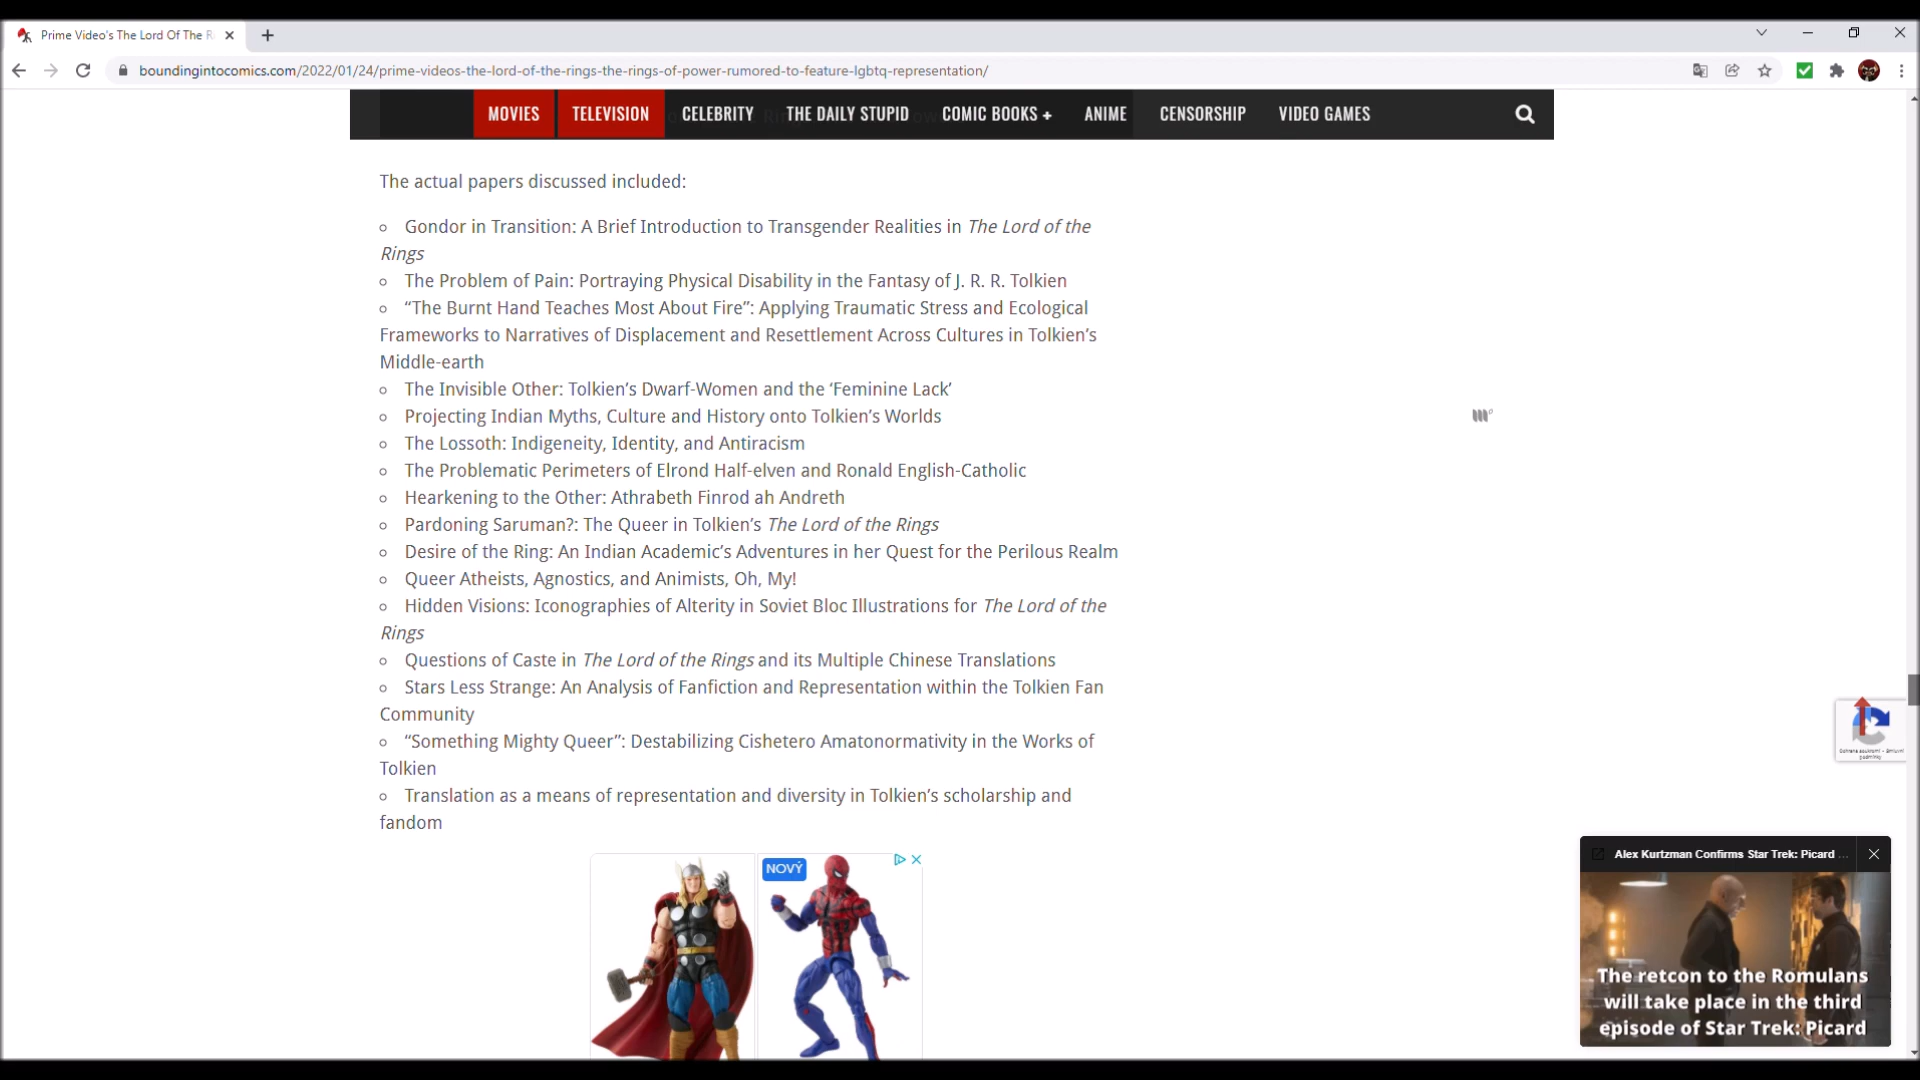 Prime Video's The Lord Of The R
boundingintocomics.com/2022/01/24/prime-videos-the-lord-of-the-rings-the-rings-of-power-rumored-to-feature-lgbtq-representation/
MOVIES TELEVISION CELEBRITY THE DAILY STUPID COMIC BOOKS + ANIME CENSORSHIP VIDEO GAMES
The actual papers discussed included:
Gondor in Transition: A Brief Introduction to Transgender Realities in The Lord of the
Rings
The Problem of Pain: Portraying Physical Disability in the Fantasy of J. R. R. Tolkien
“The Burnt Hand Teaches Most About Fire”: Applying Traumatic Stress and Ecological
Frameworks to Narratives of Displacement and Resettlement Across Cultures in Tolkien’s
Middle-earth
The Invisible Other: Tolkien’s Dwarf-Women and the ‘Feminine Lack’
Projecting Indian Myths, Culture and History onto Tolkien’s Worlds
The Lossoth: Indigeneity, Identity, and Antiracism
The Problematic Perimeters of Elrond Half-elven and Ronald English-Catholic
Hearkening to the Other: Athrabeth Finrod ah Andreth
Pardoning Saruman?: The Queer in Tolkien’s The Lord of the Rings
Desire of the Ring: An Indian Academic’s Adventures in her Quest for the Perilous Realm
Queer Atheists, Agnostics, and Animists, Oh, My!
Hidden Visions: Iconographies of Alterity in Soviet Bloc Illustrations for The Lord of the
Rings
Questions of Caste in The Lord of the Rings and its Multiple Chinese Translations
Stars Less Strange: An Analysis of Fanfiction and Representation within the Tolkien Fan
Community
“Something Mighty Queer”: Destabilizing Cishetero Amatonormativity in the Works of
Tolkien
Translation as a means of representation and diversity in Tolkien’s scholarship and
fandom
NOVÝ
Alex Kurtzman Confirms Star Trek: Picard ...
The retcon to the Romulans
will take place in the third
episode of Star Trek: Picard